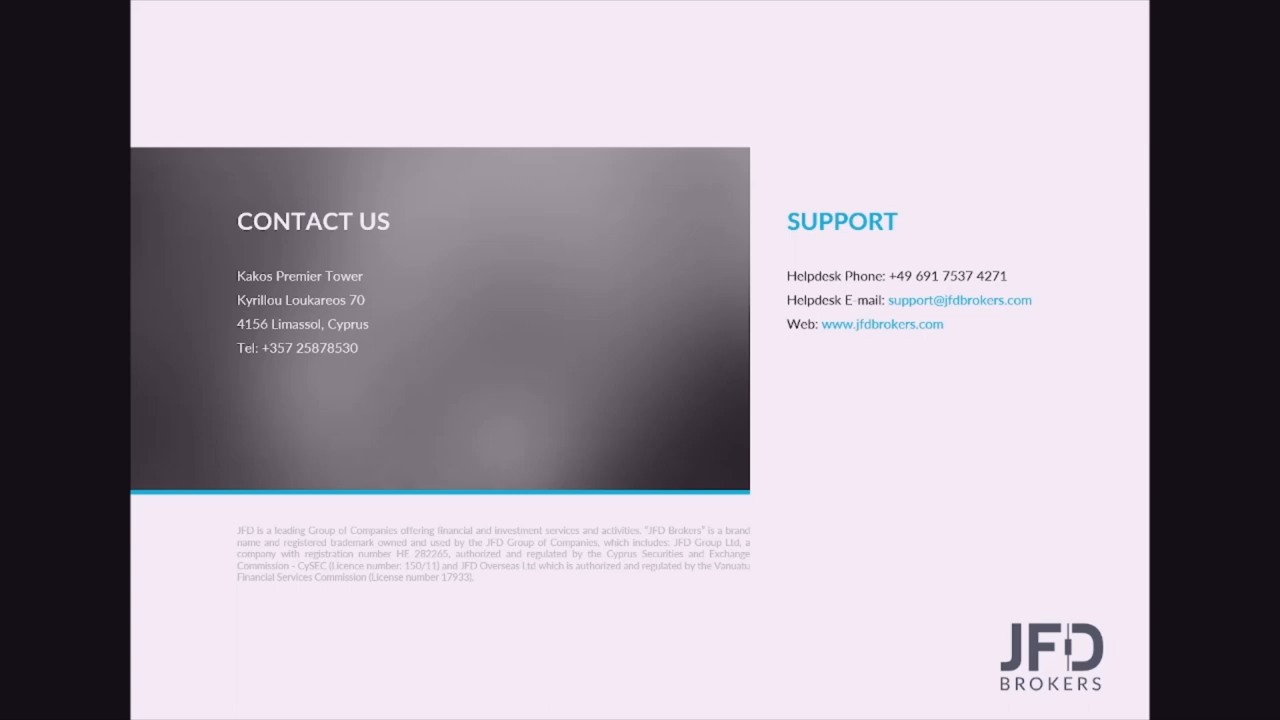 CONTACT US
Kakos Premier Tower
Kyrillou Loukareos 70
4156 Limassol, Cyprus
Tel: +357 25878530
SUPPORT
Helpdesk Phone: +49 691 7537 4271
Helpdesk E-mail: support@jfdbrokers.com
Web: www.jfdbrokers.com
JFD is a leading Group of Companies offering financial and investment services and activities. "JFD Brokers" is a brand
name and registered trademark owned and used by the JFD Group of Companies, which includes: JFD Group Ltd, a
company with registration number HE 282265, authorized and regulated by the Cyprus Securities and Exchange
Commission - CySEC (Licence number: 150/11) and JFD Overseas Ltd which is authorized and regulated by the Vanuatu
Financial Services Commission (License number 17933).
JFD
BROKERS